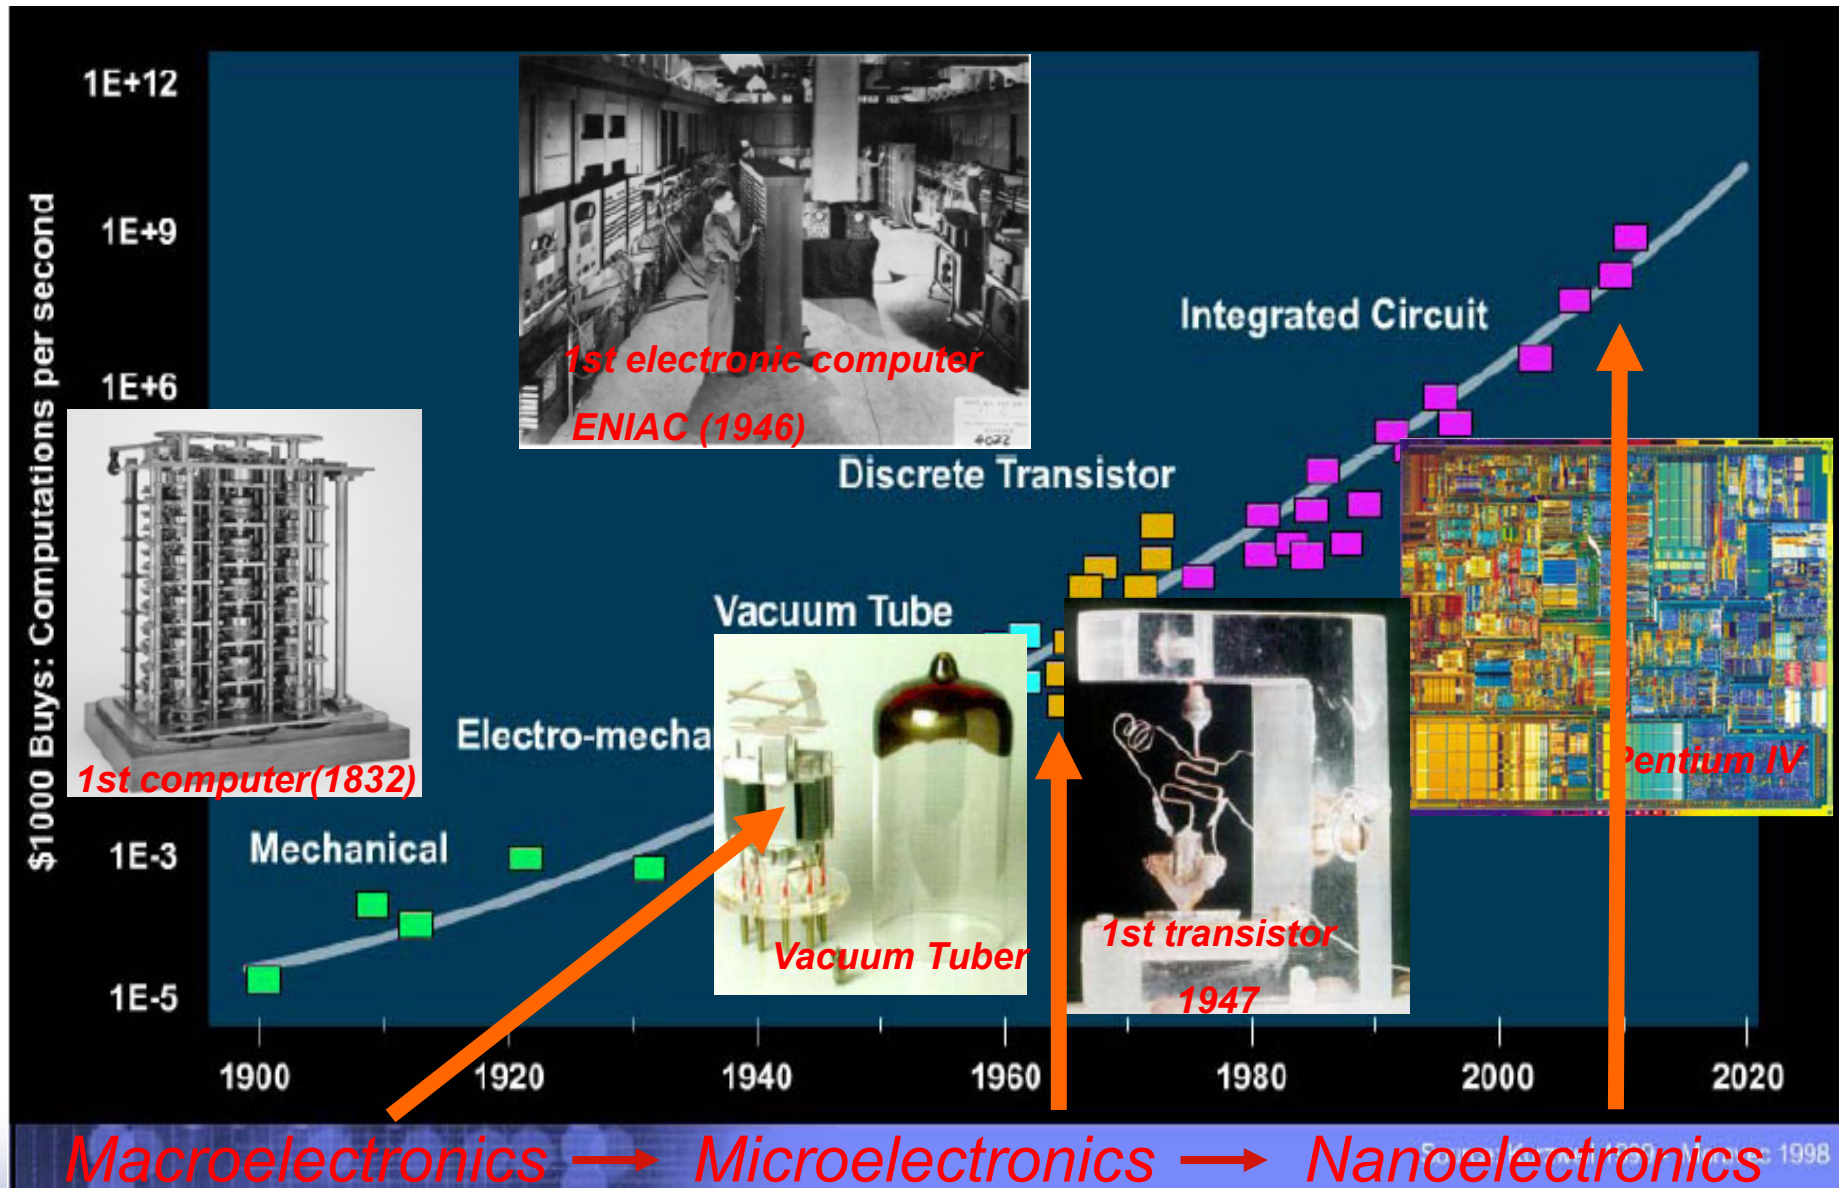 1E+12
1E+9
1E+6
1E-3
1E-5
$1000 Buys: Computations per second
1st electronic computer
ENIAC (1946)
4032
Integrated Circuit
Discrete Transistor
Vacuum Tube
Electro-mecha
Mechanical
1st computer(1832)
Pentium IV
Vacuum Tuber
1st transistor
1947
1900
1920
1940
1960
1980
2000
2020
Macroelectronics
Microelectronics
Nanoelectronics
1998